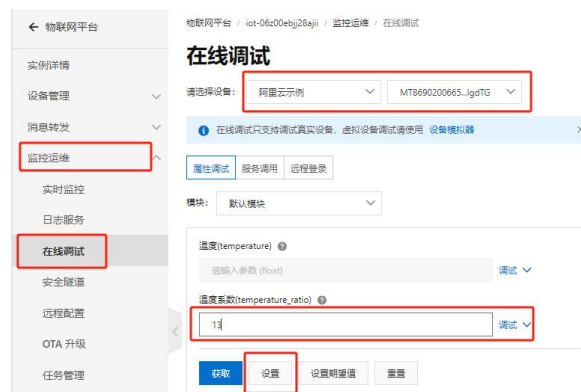 ← 物联网平台
实例详情
设备管理
消息转发
监控运维
实时监控
日志服务
在线调试
安全隧道
远程配置
OTA 升级
任务管理
物联网平台 / iot-06z00ebjj28ajii / 监控运维 / 在线调试
在线调试
请选择设备: 阿里云示例 MT8690200665...lgdTG
在线调试只支持调试真实设备，虚拟设备调试请使用 设备模拟器
属性调试 服务调用 远程登录
模块: 默认模块
温度(temperature)
请输入参数 (float) 调试
温度系数(temperature_ratio)
13 调试
获取 设置 设置期望值 重置